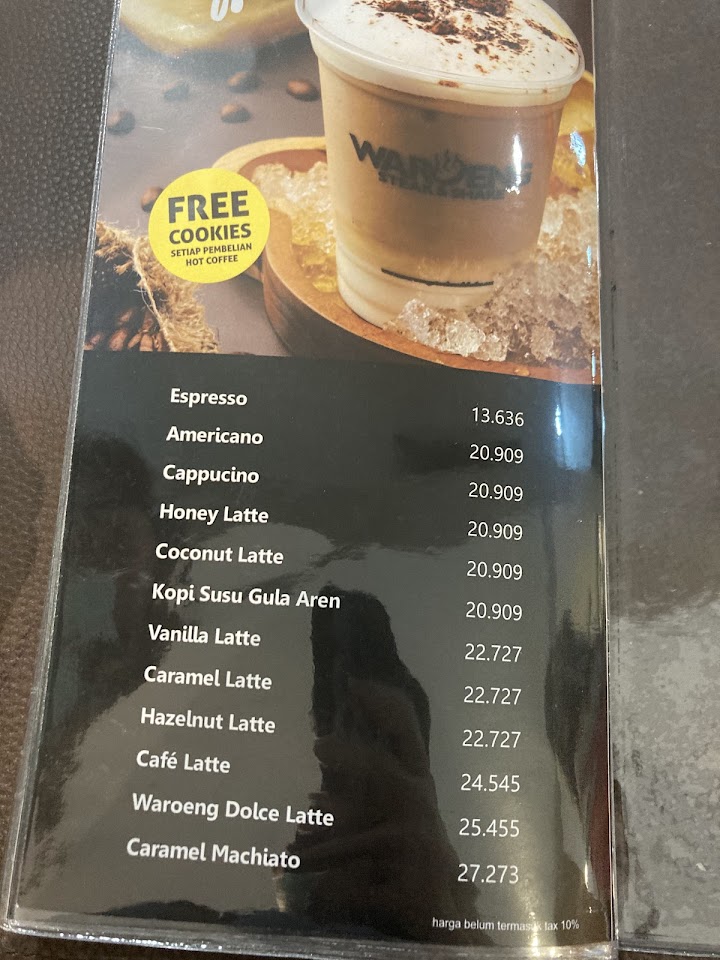 WAROENG
FREE
COOKIES
SETIAP PEMBELIAN
HOT COFFEE
Espresso 13.636
Americano 20.909
Cappucino 20.909
Honey Latte 20.909
Coconut Latte 20.909
Kopi Susu Gula Aren 20.909
Vanilla Latte 22.727
Caramel Latte 22.727
Hazelnut Latte 22.727
Café Latte 24.545
Waroeng Dolce Latte 25.455
Caramel Machiato 27.273
harga belum termasuk tax 10%